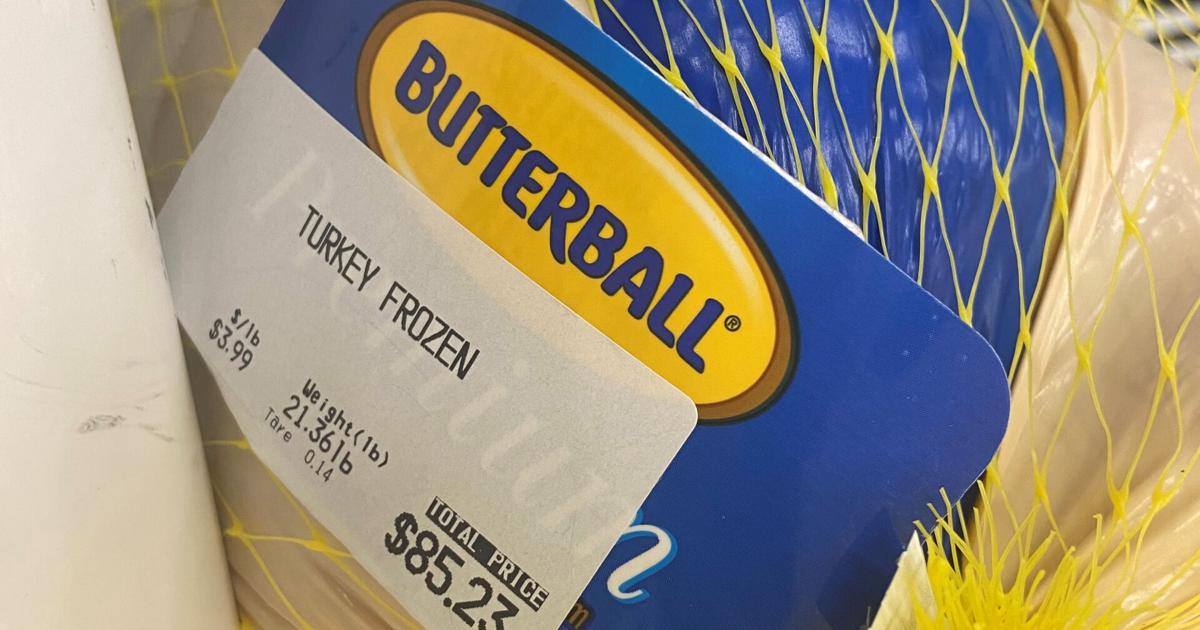 BUTTERBALL®
TURKEY FROZEN
$/lb
$3.99
Weight(lb)
21.36lb
Tare 0.14
TOTAL PRICE
$85.23